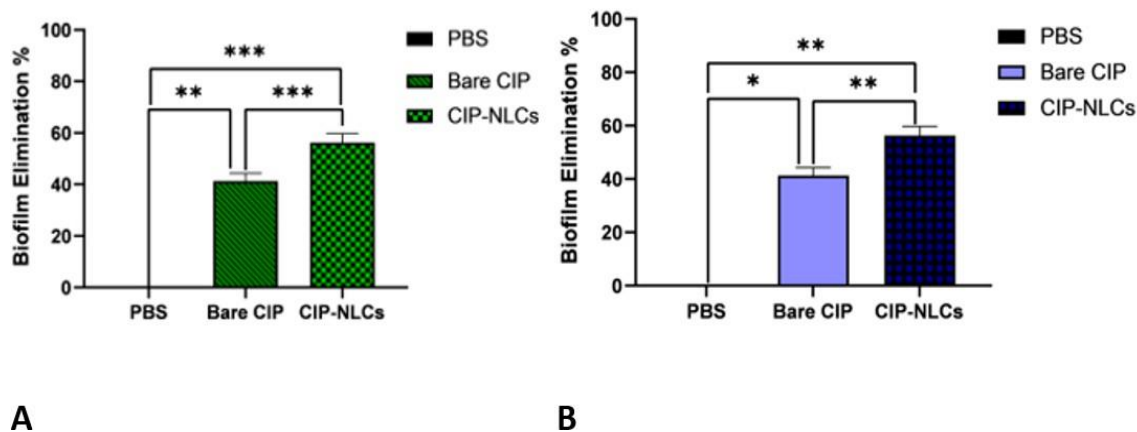 Biofilm Elimination %
100
80
60
40
20
0
***
**
***
PBS
Bare CIP
CIP-NLCs
PBS
Bare CIP
CIP-NLCs
A
Biofilm Elimination %
100
80
60
40
20
0
**
*
**
PBS
Bare CIP
CIP-NLCs
PBS
Bare CIP
CIP-NLCs
B